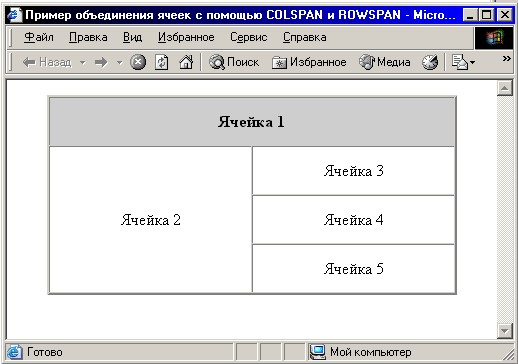 Пример объединения ячеек с помощью COLSPAN и ROWSPAN - Micro...
Файл Правка Вид Избранное Сервис Справка
Назад Поиск Избранное Медиа »
Ячейка 1
Ячейка 2
Ячейка 3
Ячейка 4
Ячейка 5
Готово Мой компьютер